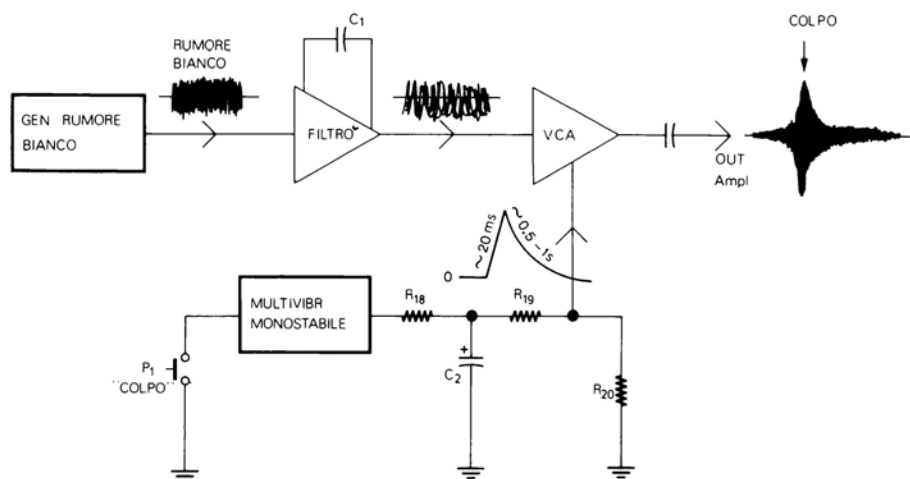 COLPO
C1
RUMORE
BIANCO
GEN RUMORE
BIANCO
FILTRO
VCA
OUT
Ampl
~ 20 ms
~ 0.5 - 1s
0
MULTIVIBR
MONOSTABILE
R18
R19
P1
"COLPO"
+
C2
R20